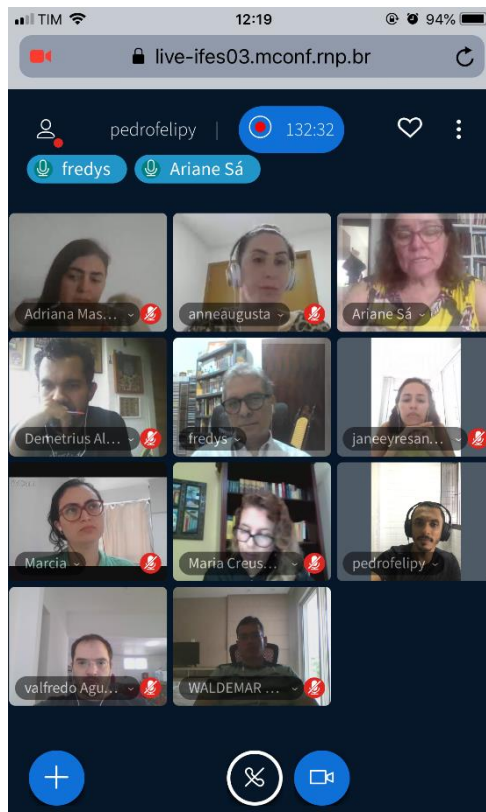 TIM 12:19 94%
live-ifes03.mconf.rnp.br
pedrofelipy | 132:32
fredys Ariane Sá
Adriana Mas... anneaugusta Ariane Sá
Demetrius Al... fredys janeeyresan...
Marcia Maria Creus... pedrofelipy
valfredo Agu... WALDEMAR ...